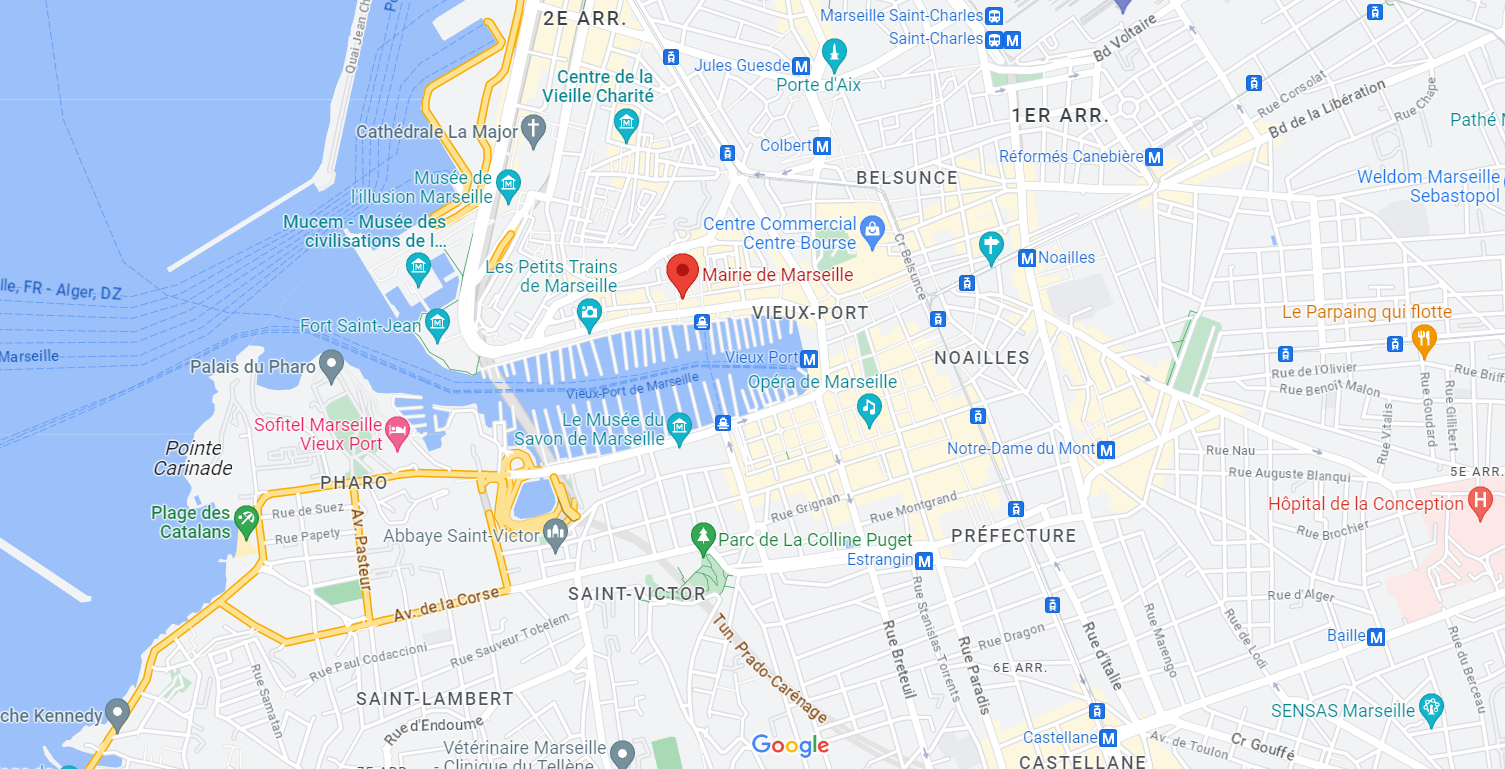 2E ARR.
Marseille Saint-Charles
Saint-Charles
M
Bd Voltaire
Quai Jean Ch
Jules Guesde M
Porte d'Aix
Centre de la
Vieille Charité
1ER ARR.
Rue Consolat
Bd de la Libération
Rue Chape
Pathé
Cathédrale La Major
Colbert M
Réformés Canebière M
BELSUNCE
Musée de
l'illusion Marseille
Weldom Marseille
Sebastopol
Mucem - Musée des
civilisations de l...
Centre Commercial
Centre Bourse
Cr Belsunce
M Noailles
Les Petits Trains
de Marseille
Mairie de Marseille
lle, FR - Alger, DZ
VIEUX-PORT
Le Parpaing qui flotte
Fort Saint-Jean
Marseille
Vieux Port M
NOAILLES
Palais du Pharo
Vieux-Port de Marseille
Opéra de Marseille
Rue de l'Olivier
Rue Benoît Malon
Rue Briff
Rue Goudard
Rue Gillibert
Rue Vitalis
Sofitel Marseille
Vieux Port
Le Musée du
Savon de Marseille
Pointe
Carinade
Notre-Dame du Mont M
Rue Nau
Rue Auguste Blanqui
5E ARR.
PHARO
Hôpital de la Conception
H
Plage des
Catalans
Rue de Suez
Rue Papety
Av. Pasteur
Rue Grignan
Rue Montgrand
Rue Brochier
Abbaye Saint-Victor
Parc de La Colline Puget
PRÉFECTURE
Estrangin M
SAINT-VICTOR
Av. de la Corse
Rue d'Alger
Rue Stanislas Torrents
Rue Breteuil
Rue Paradis
Rue Dragon
Rue d'Italie
Rue Marengo
Rue de Lodi
Baille M
Rue du Berceau
Tun. Prado-Carénage
Rue Sauveur Tobelem
Rue Paul Codaccioni
6E ARR.
Rue Samatan
SAINT-LAMBERT
che Kennedy
Rue d'Endoume
SENSAS Marseille
Google
Castellane M
Av. de Toulon
Cr Gouffé
Vétérinaire Marseille
Clinique du Tellène
CASTELLANE